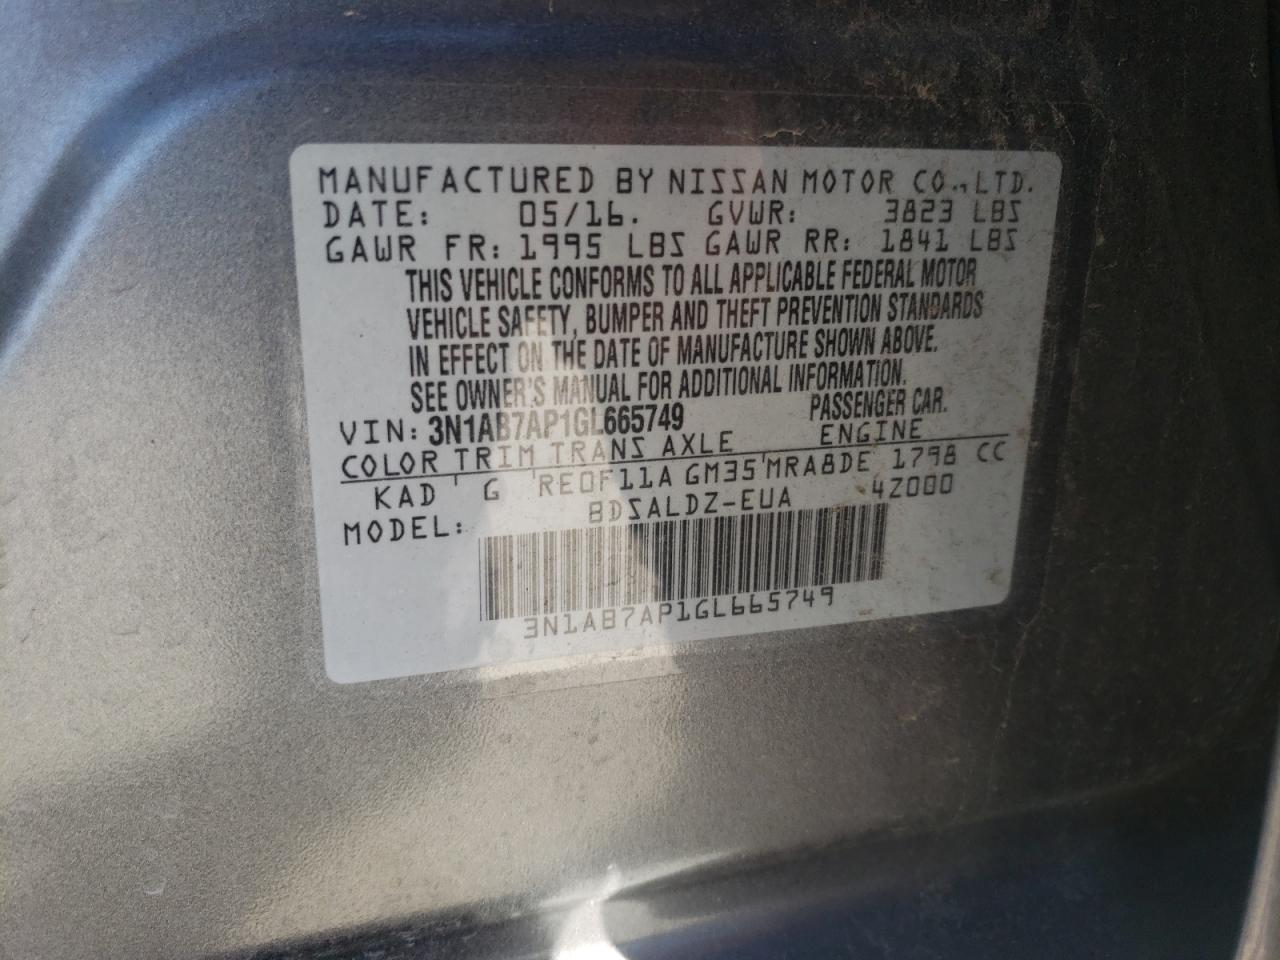 MANUFACTURED BY NISSAN MOTOR CO., LTD.
DATE: 05/16. GVWR: 3823 LBS
GAWR FR: 1995 LBS GAWR RR: 1841 LBS
THIS VEHICLE CONFORMS TO ALL APPLICABLE FEDERAL MOTOR
VEHICLE SAFETY, BUMPER AND THEFT PREVENTION STANDARDS
IN EFFECT ON THE DATE OF MANUFACTURE SHOWN ABOVE.
SEE OWNER'S MANUAL FOR ADDITIONAL INFORMATION.
VIN: 3N1AB7AP1GL665749 PASSENGER CAR.
COLOR TRIM TRANS AXLE ENGINE
KAD ' G 'RE0F11A GM35'MRA8DE 1798 CC
MODEL: BDSALDZ-EUA 4Z000
3N1AB7AP1GL665749